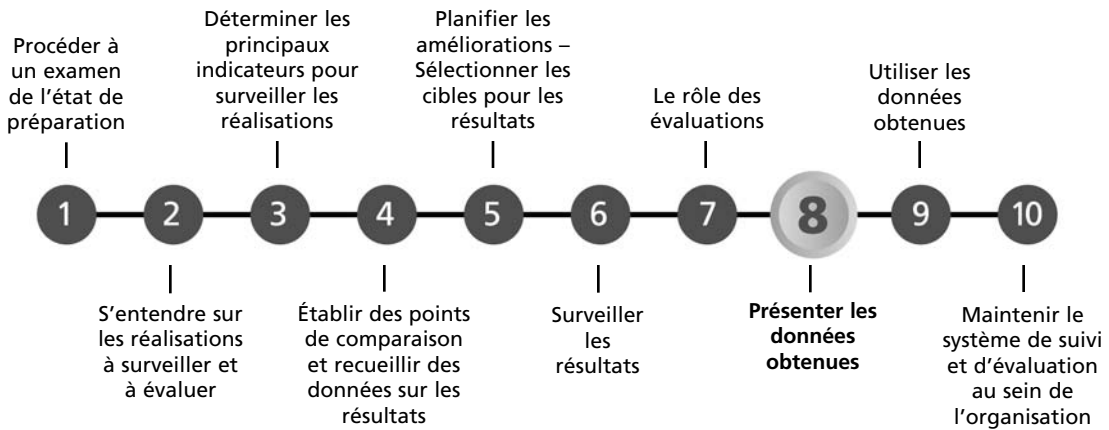 Procéder à
un examen
de l’état de
préparation
Déterminer les
principaux
indicateurs pour
surveiller les
réalisations
Planifier les
améliorations –
Sélectionner les
cibles pour les
résultats
Le rôle des
évaluations
Utiliser les
données
obtenues
1
2
3
4
5
6
7
8
9
10
S’entendre sur
les réalisations
à surveiller et
à évaluer
Établir des points
de comparaison
et recueillir des
données sur les
résultats
Surveiller
les
résultats
Présenter les
données
obtenues
Maintenir le
système de suivi
et d’évaluation
au sein de
l’organisation